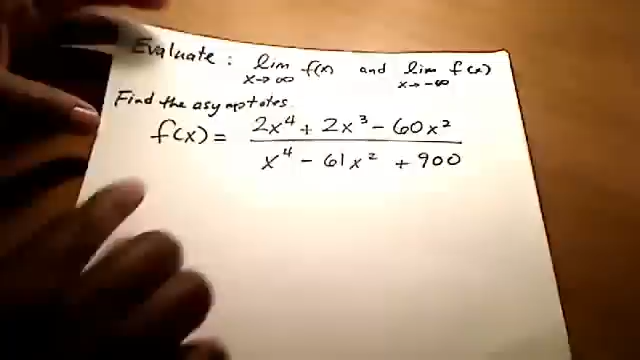 Evaluate : lim x→∞ f(x) and lim x→-∞ f(x)
Find the asymptotes
f(x) = (2x⁴ + 2x³ - 60x²) / (x⁴ - 61x² + 900)